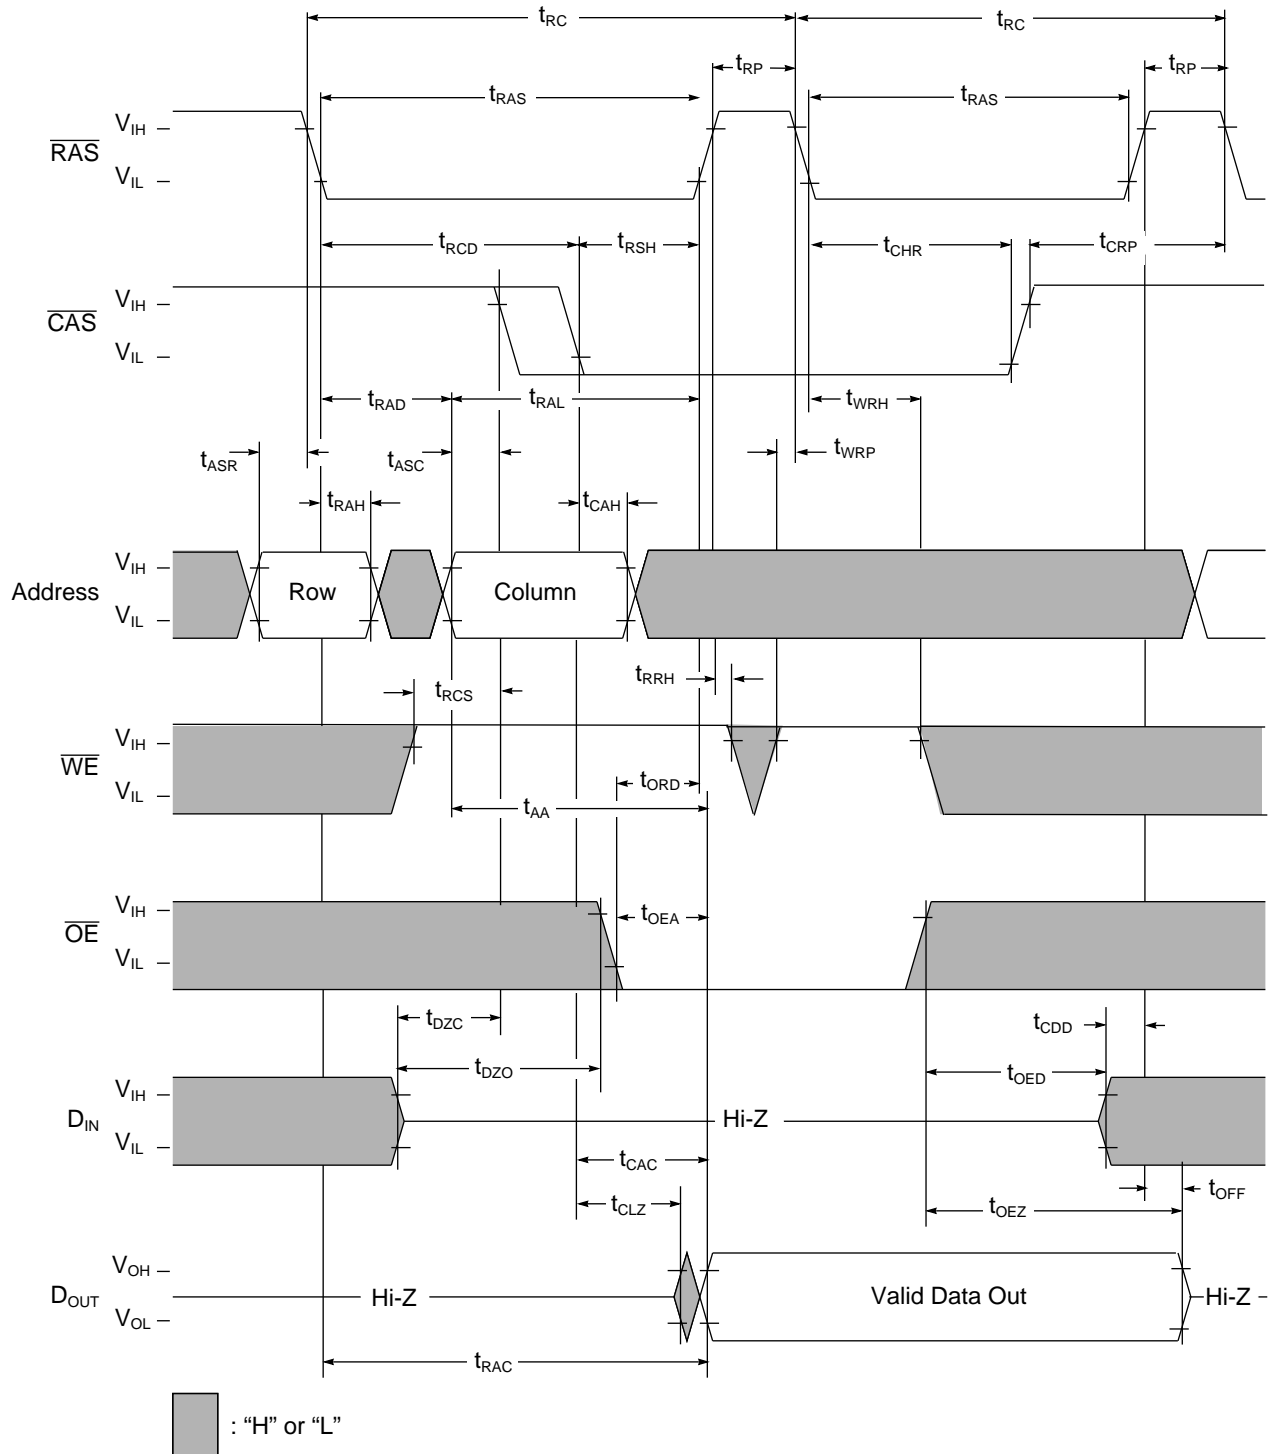 tRC tRC
tRP tRP
tRAS tRAS
VIH
RAS
VIL
tRCD tRSH tCHR tCRP
VIH
CAS
VIL
tRAD tRAL tWRH
tASR tASC tWRP
tRAH tCAH
VIH
Address Row Column
VIL
tRCS tRRH
VIH
WE
VIL
tORD
tAA
VIH
OE tOEA
VIL
tDZC tCDD
tDZO tOED
VIH
DIN Hi-Z
VIL
tCAC
tCLZ tOEZ tOFF
VOH
DOUT Hi-Z Valid Data Out Hi-Z
VOL
tRAC
: “H” or “L”